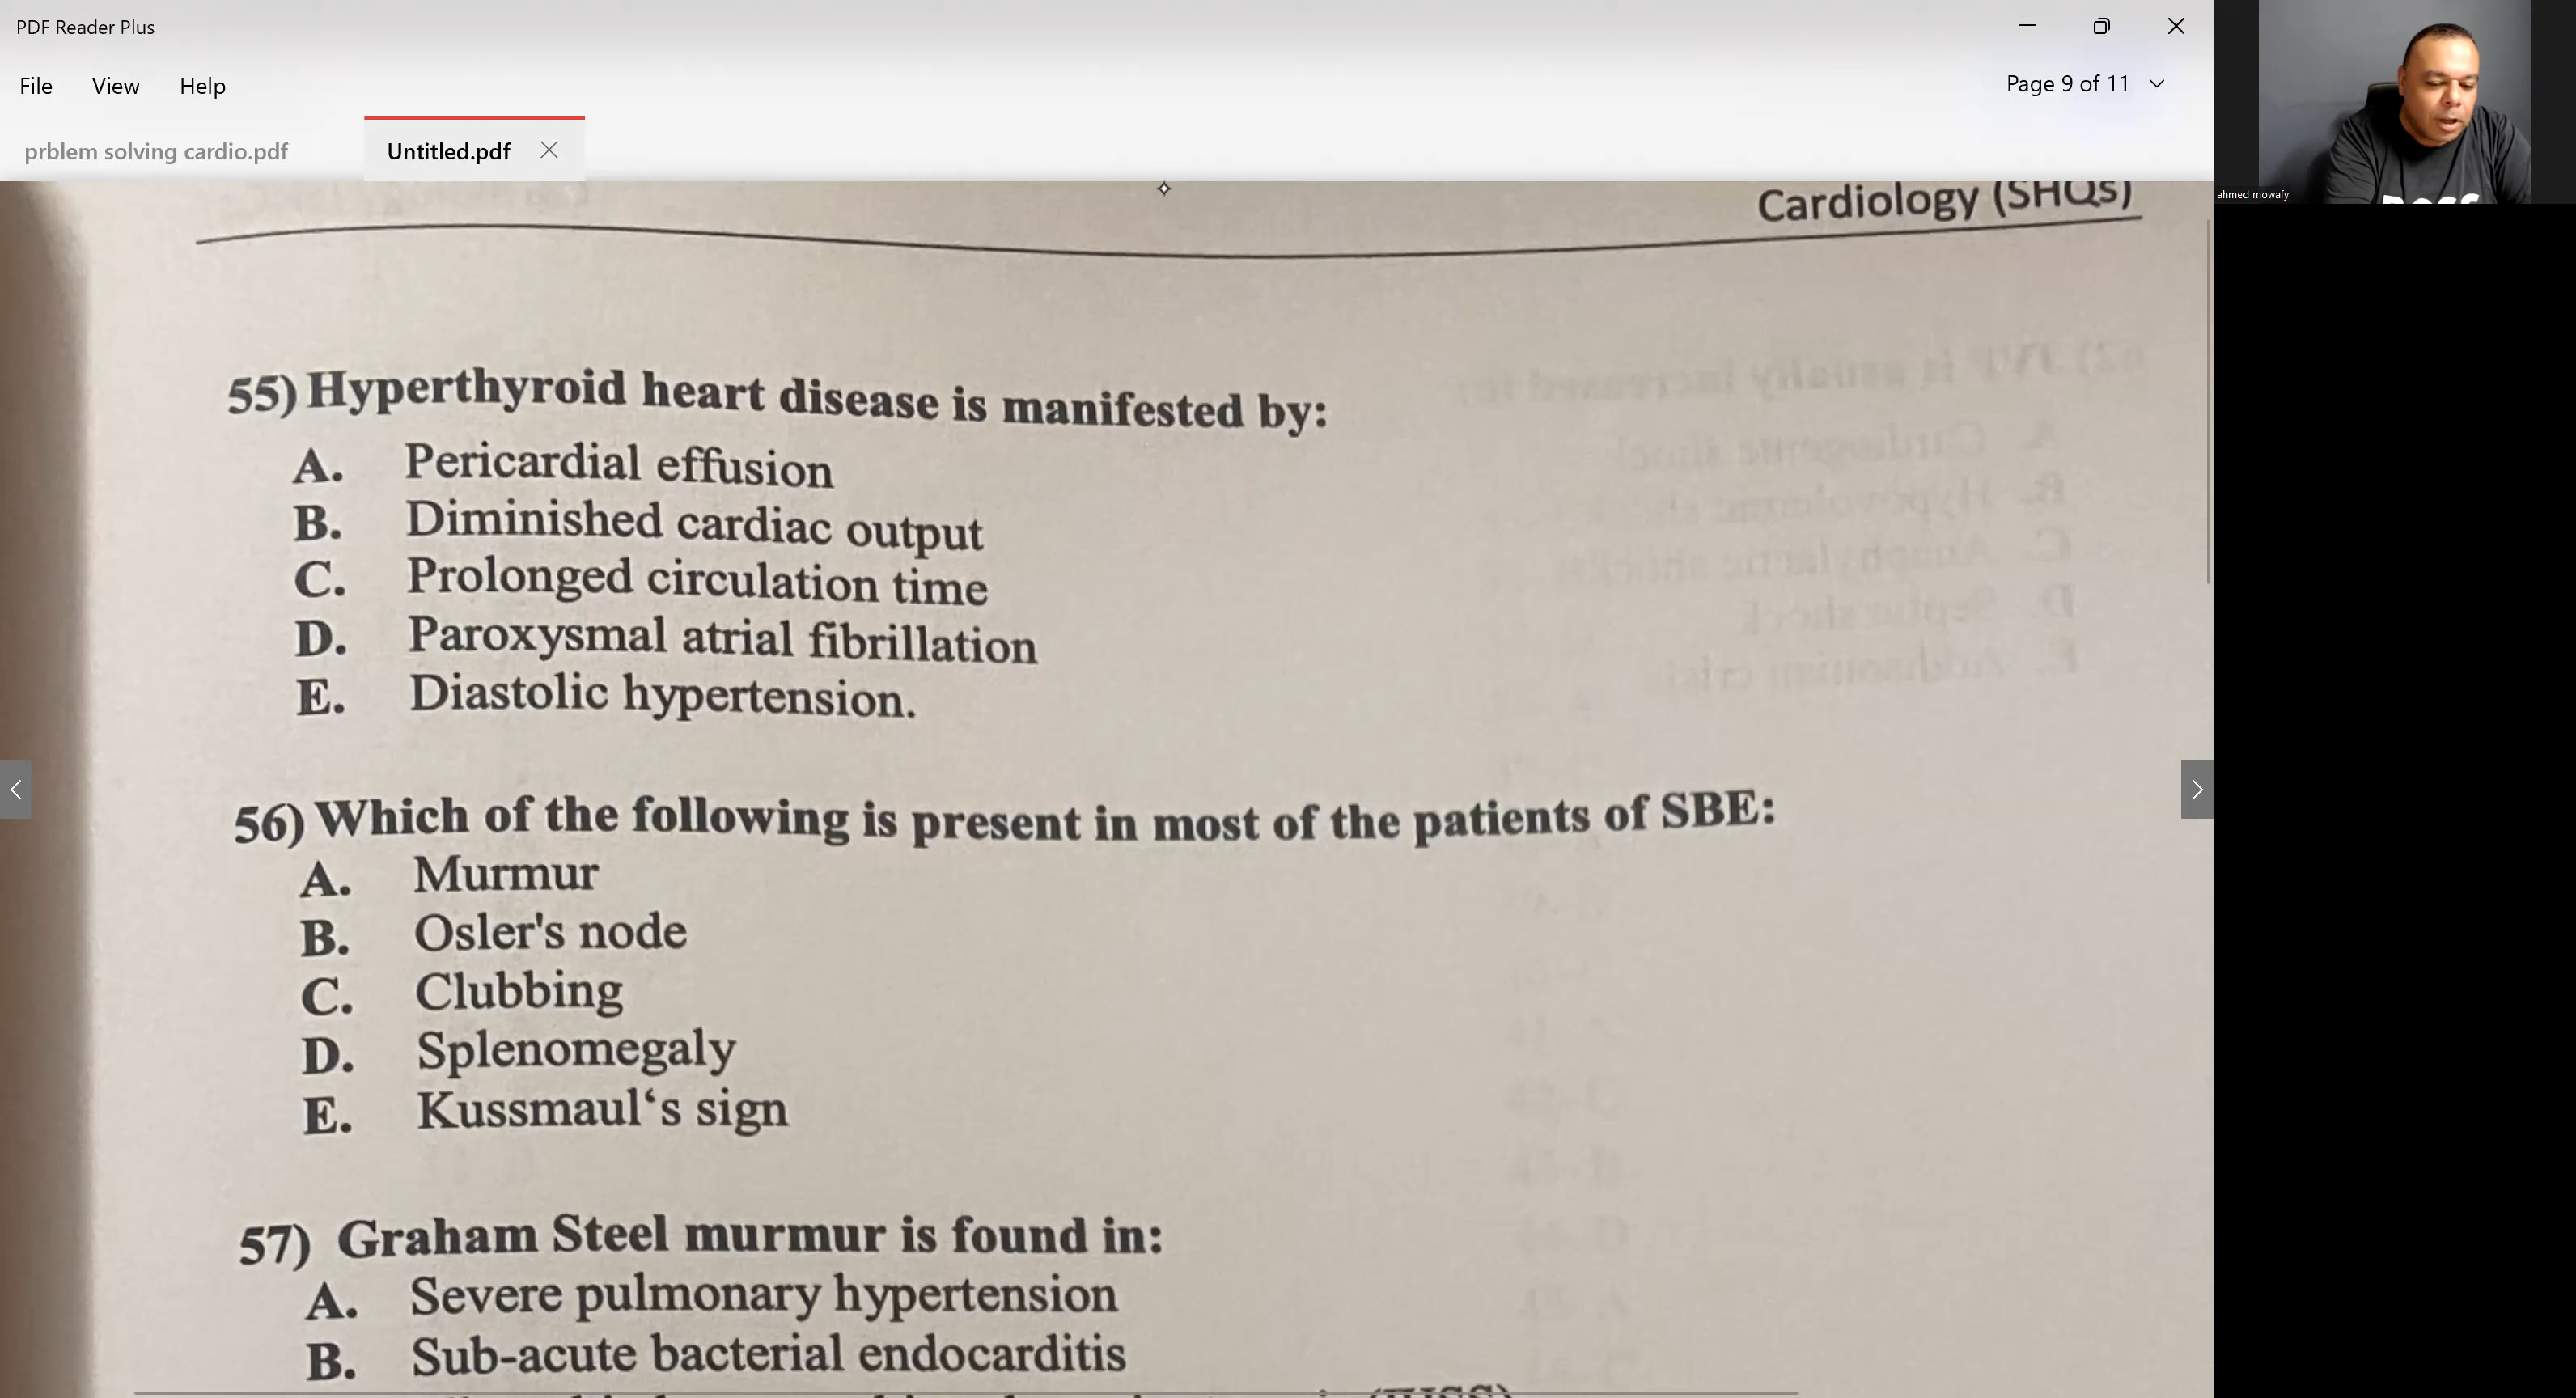 PDF Reader Plus
File View Help
Page 9 of 11
prblem solving cardio.pdf
Untitled.pdf
ahmed mowafy
Cardiology (SHQs)
55) Hyperthyroid heart disease is manifested by:
A. Pericardial effusion
B. Diminished cardiac output
C. Prolonged circulation time
D. Paroxysmal atrial fibrillation
E. Diastolic hypertension.
56) Which of the following is present in most of the patients of SBE:
A. Murmur
B. Osler's node
C. Clubbing
D. Splenomegaly
E. Kussmaul‘s sign
57) Graham Steel murmur is found in:
A. Severe pulmonary hypertension
B. Sub-acute bacterial endocarditis